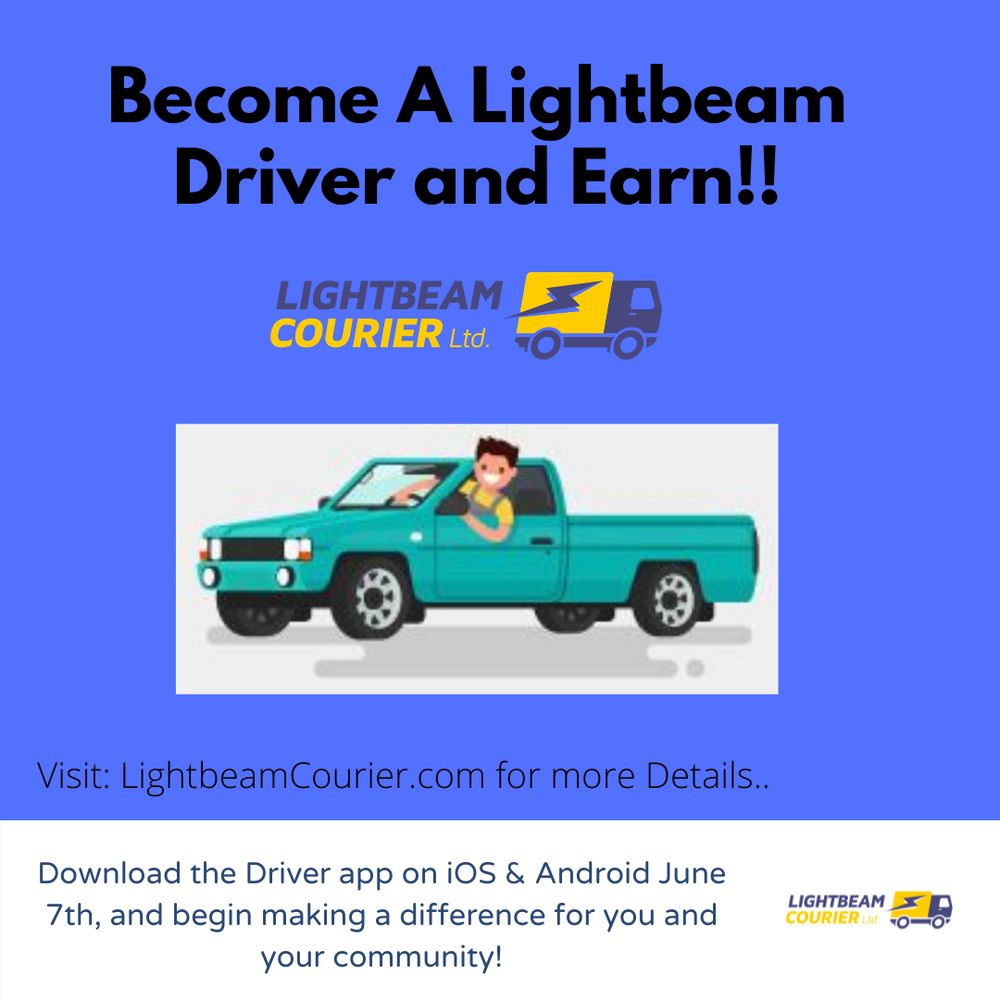 Become A Lightbeam
Driver and Earn!!
LIGHTBEAM
COURIER Ltd.
Visit: LightbeamCourier.com for more Details..
Download the Driver app on iOS & Android June
7th, and begin making a difference for you and
your community!
LIGHTBEAM
COURIER Ltd.